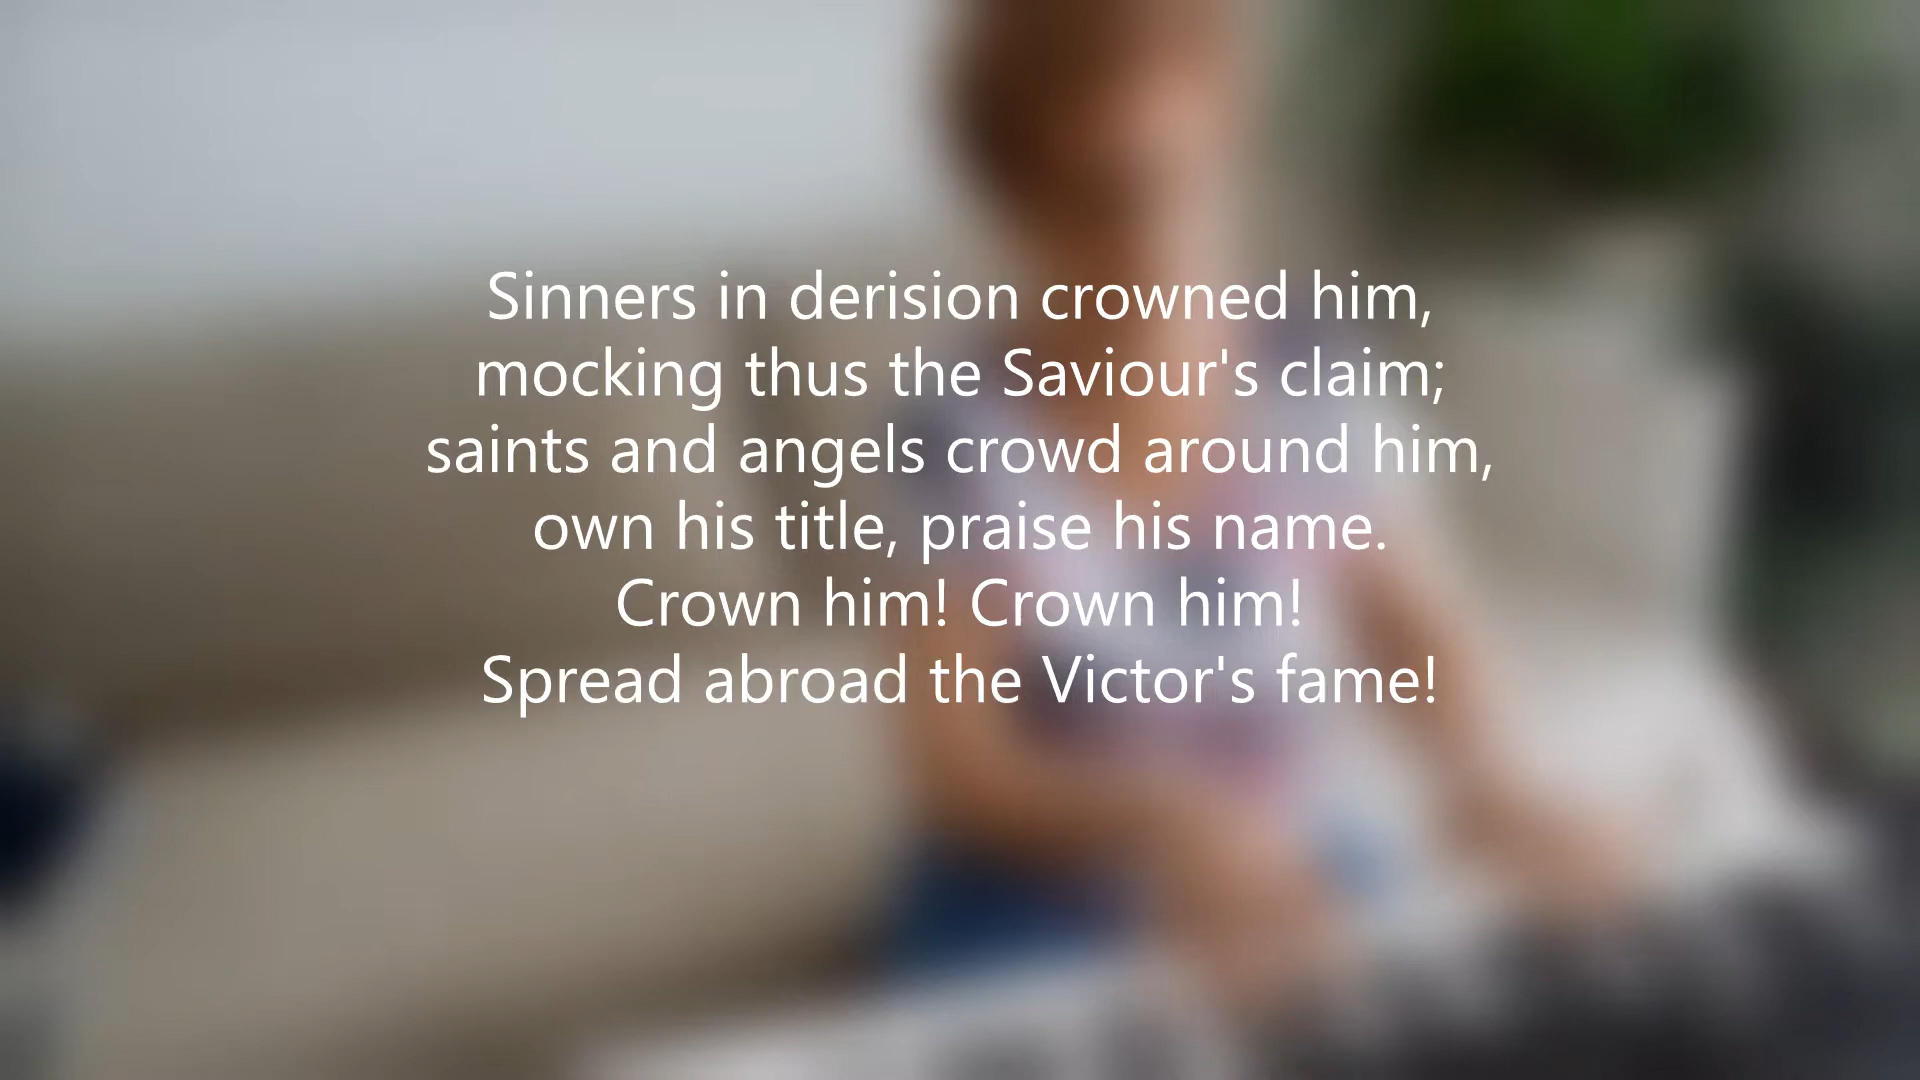 Sinners in derision crowned him,
mocking thus the Saviour's claim;
saints and angels crowd around him,
own his title, praise his name.
Crown him! Crown him!
Spread abroad the Victor's fame!